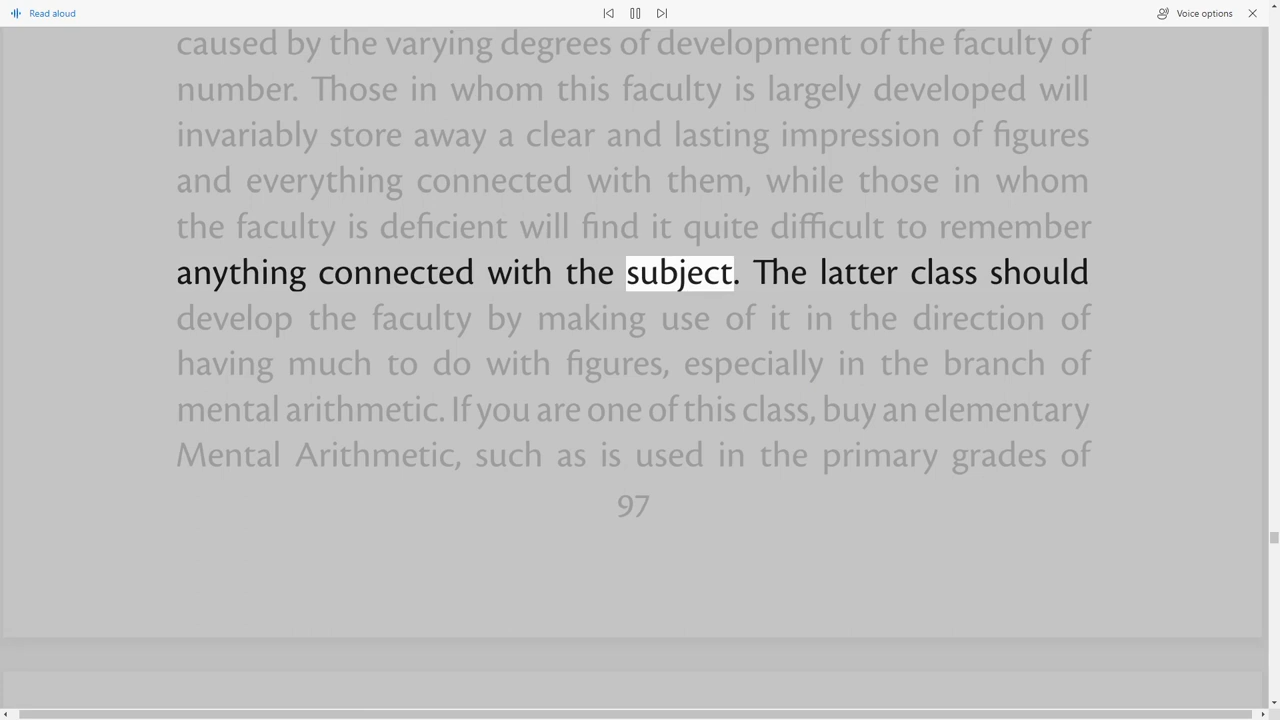 Read aloud
Voice options
caused by the varying degrees of development of the faculty of
number. Those in whom this faculty is largely developed will
invariably store away a clear and lasting impression of figures
and everything connected with them, while those in whom
the faculty is deficient will find it quite difficult to remember
anything connected with the subject. The latter class should
develop the faculty by making use of it in the direction of
having much to do with figures, especially in the branch of
mental arithmetic. If you are one of this class, buy an elementary
Mental Arithmetic, such as is used in the primary grades of
97